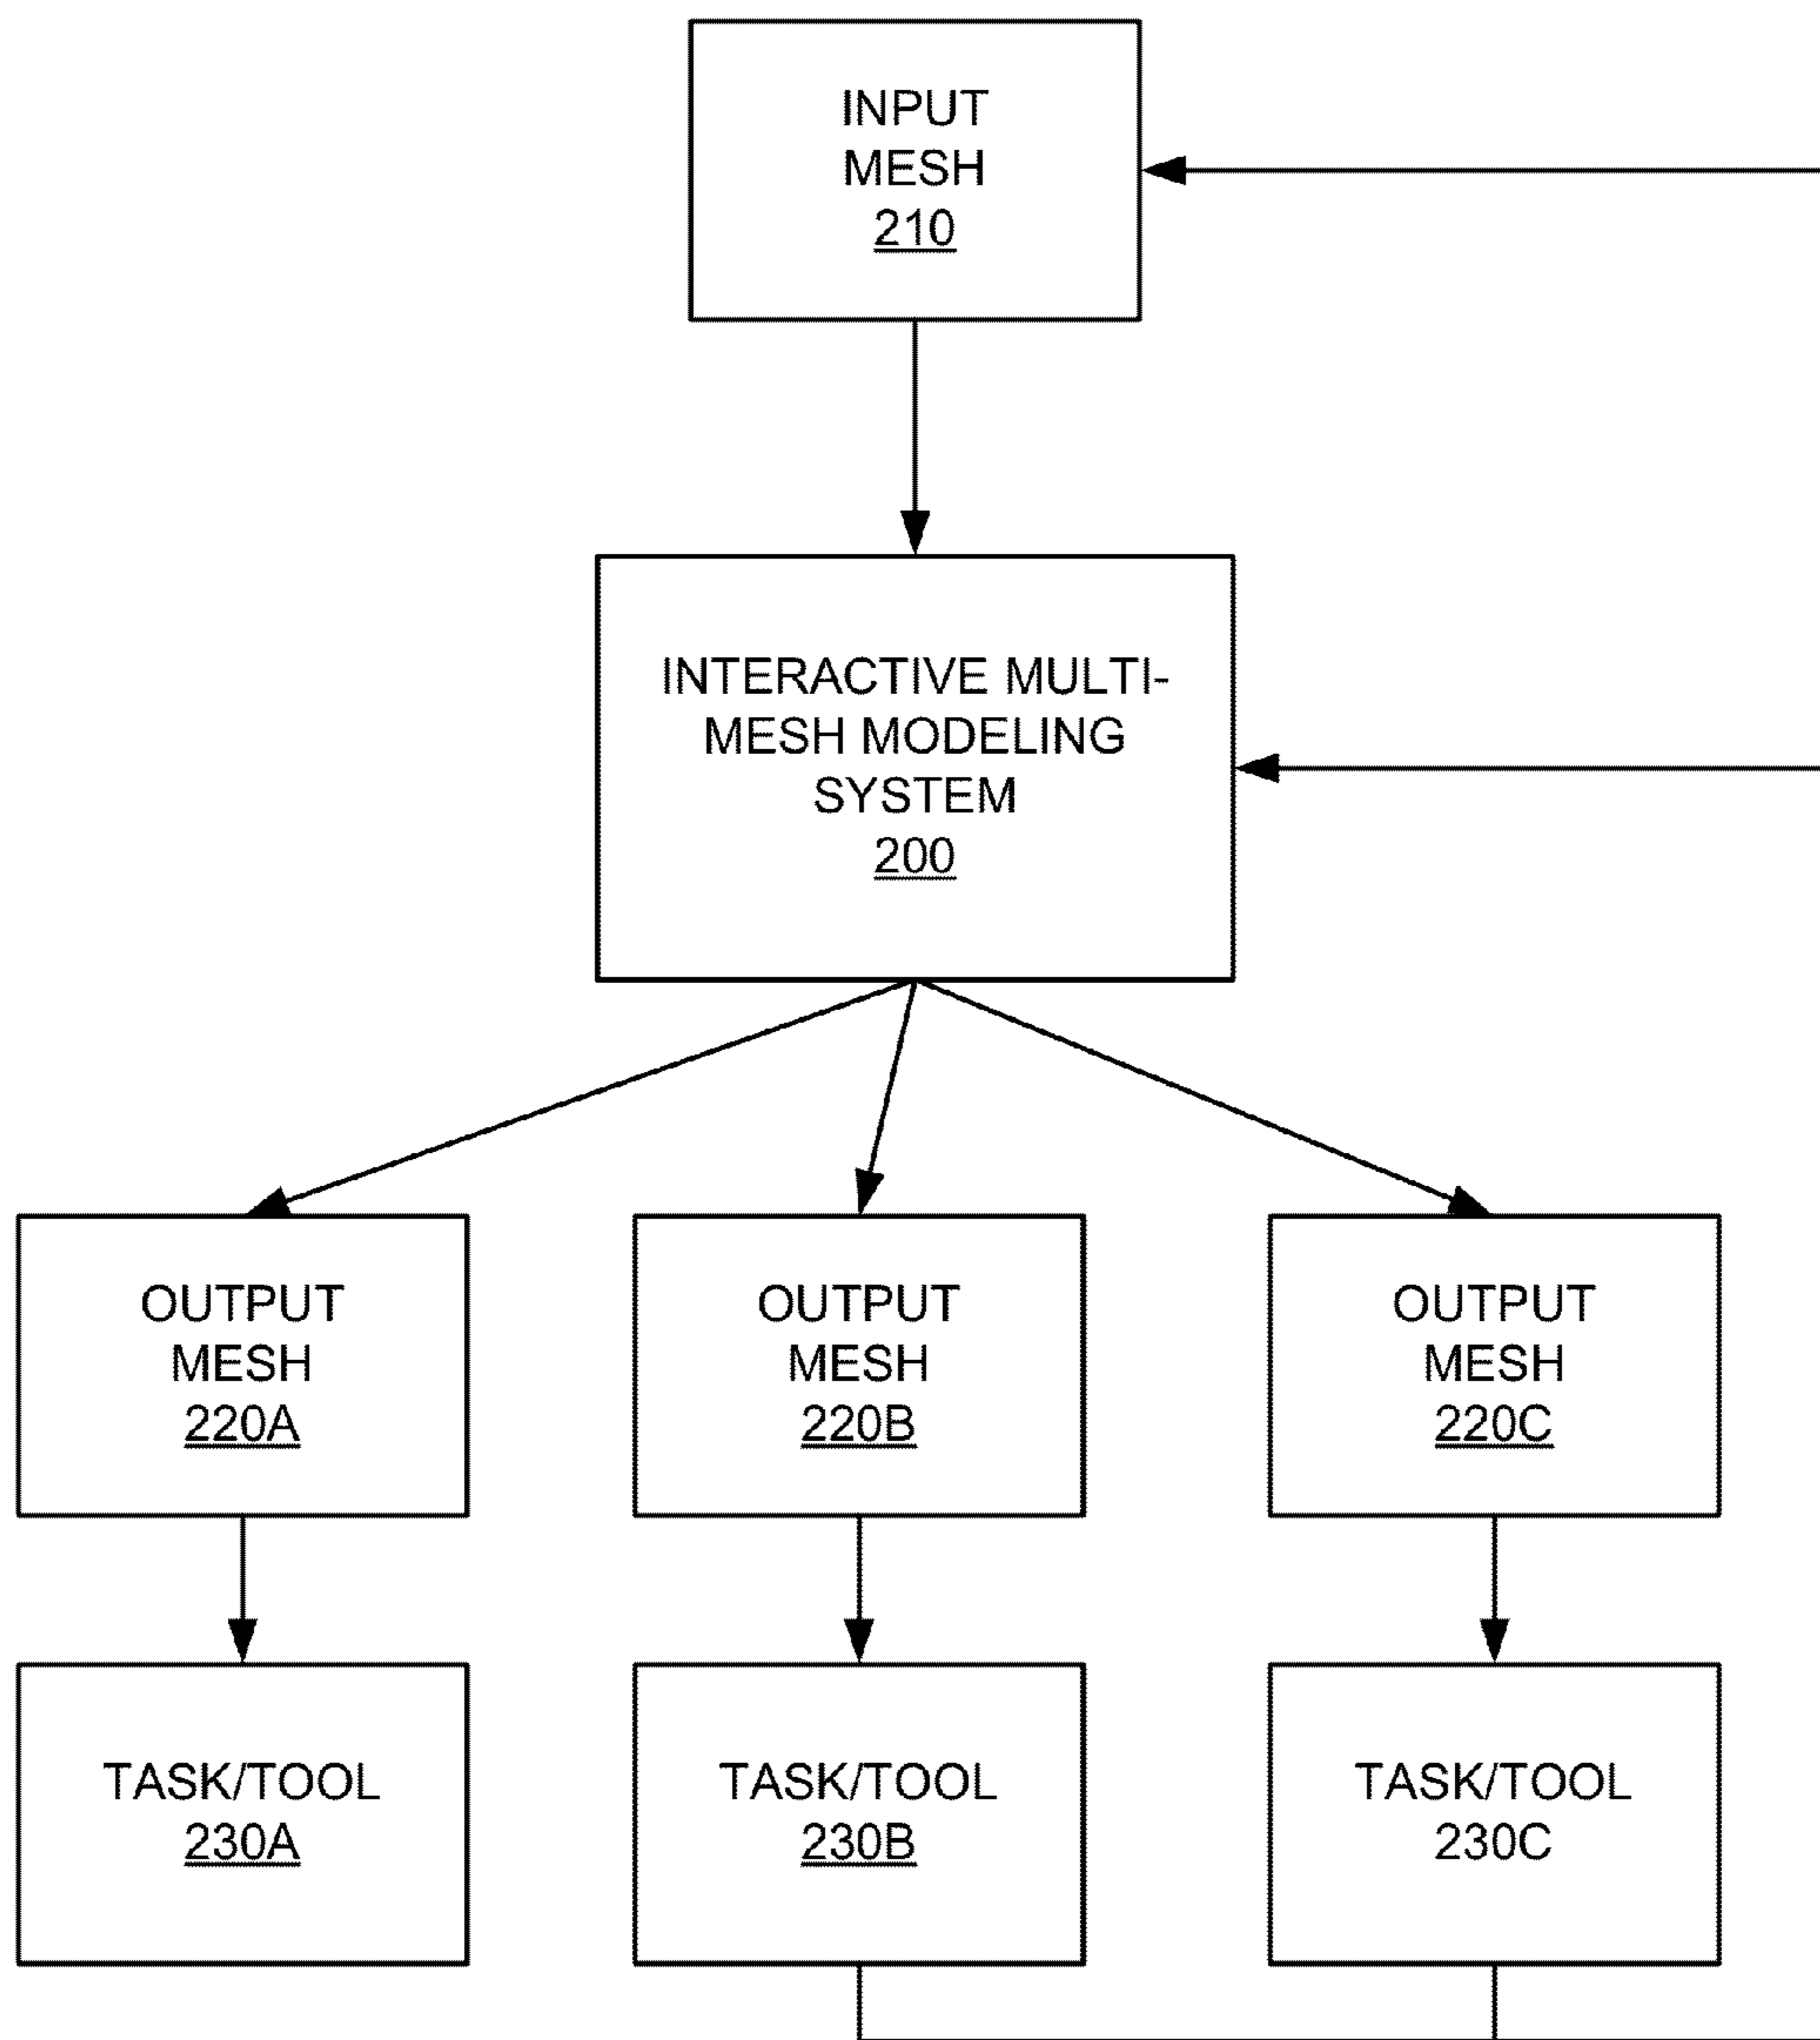 INPUT
MESH
210
INTERACTIVE MULTI-
MESH MODELING
SYSTEM
200
OUTPUT
MESH
220A
OUTPUT
MESH
220B
OUTPUT
MESH
220C
TASK/TOOL
230A
TASK/TOOL
230B
TASK/TOOL
230C